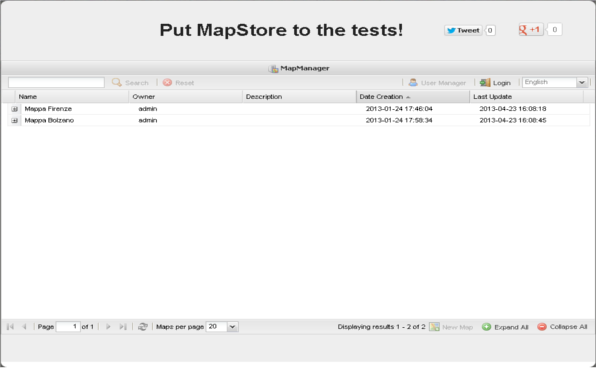 Put MapStore to the tests!
Tweet 0
g +1 0
MapManager
Search Reset User Manager Login English
Name Owner Description Date Creation Last Update
Mappa Firenze admin 2013-01-24 17:46:04 2013-04-23 16:08:18
Mappa Bolzano admin 2013-01-24 17:58:34 2013-04-23 16:08:45
Page 1 of 1 Maps per page 20 Displaying results 1 - 2 of 2 New Map Expand All Collapse All